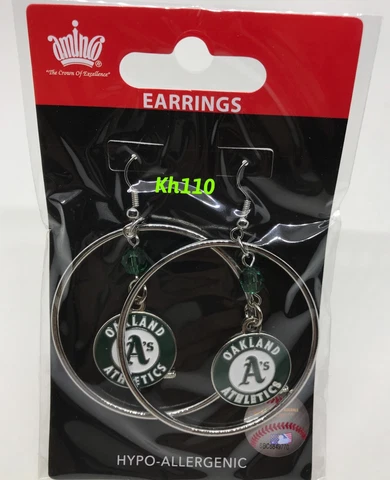 aminco
"The Crown Of Excellence"
EARRINGS
Kh110
OAKLAND
A's
ATHLETICS
OAKLAND
A's
ATHLETICS
HYPO-ALLERGENIC